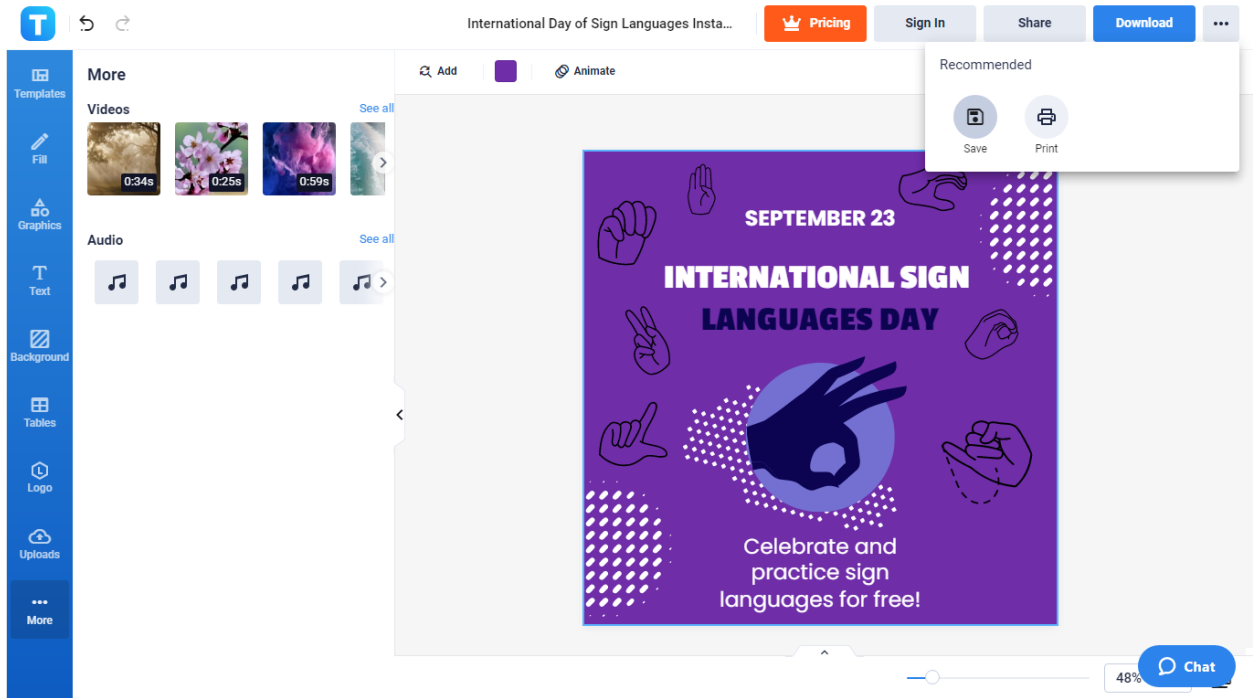 T
International Day of Sign Languages Insta...
Pricing
Sign In
Share
Download
Recommended
Save
Print
Templates
Fill
Graphics
Text
Background
Tables
Logo
Uploads
More
More
Videos
See all
0:34s
0:25s
0:59s
Audio
See all
Add
Animate
SEPTEMBER 23
INTERNATIONAL SIGN
LANGUAGES DAY
Celebrate and
practice sign
languages for free!
48%
Chat